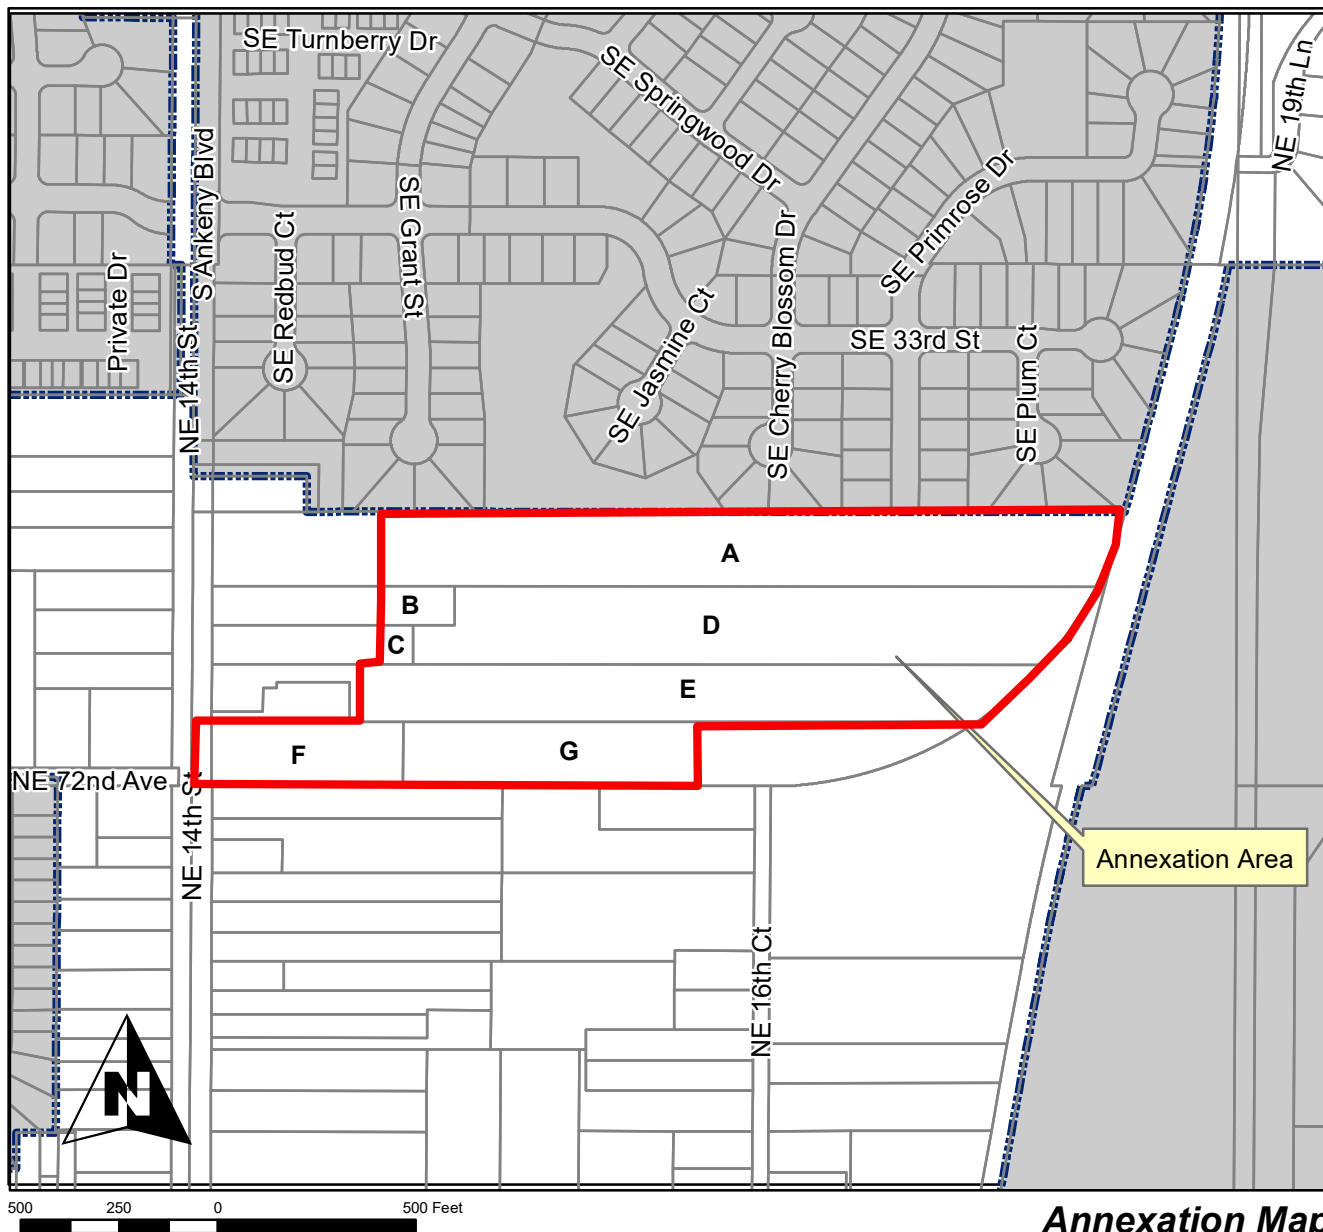 SE Turnberry Dr
SE Springwood Dr
NE 19th Ln
S Ankeny Blvd
SE Grant St
SE Redbud Ct
SE Primrose Dr
Private Dr
SE Cherry Blossom Dr
SE Jasmine Ct
SE 33rd St
NE 14th St
SE Plum Ct
A
B
D
C
E
F
G
NE 72nd Ave
NE 14th St
Annexation Area
NE 16th Ct
N
500 250 0 500 Feet
Annexation Map